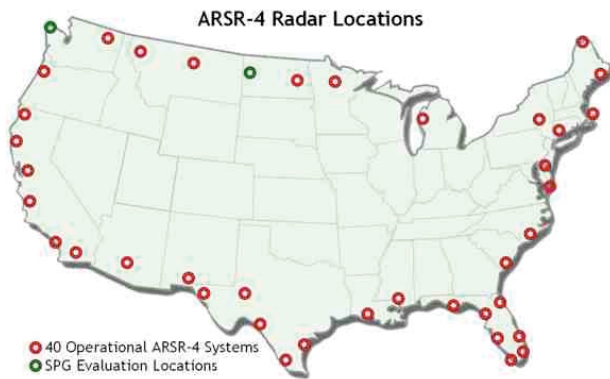 ARSR-4 Radar Locations
40 Operational ARSR-4 Systems
SPG Evaluation Locations